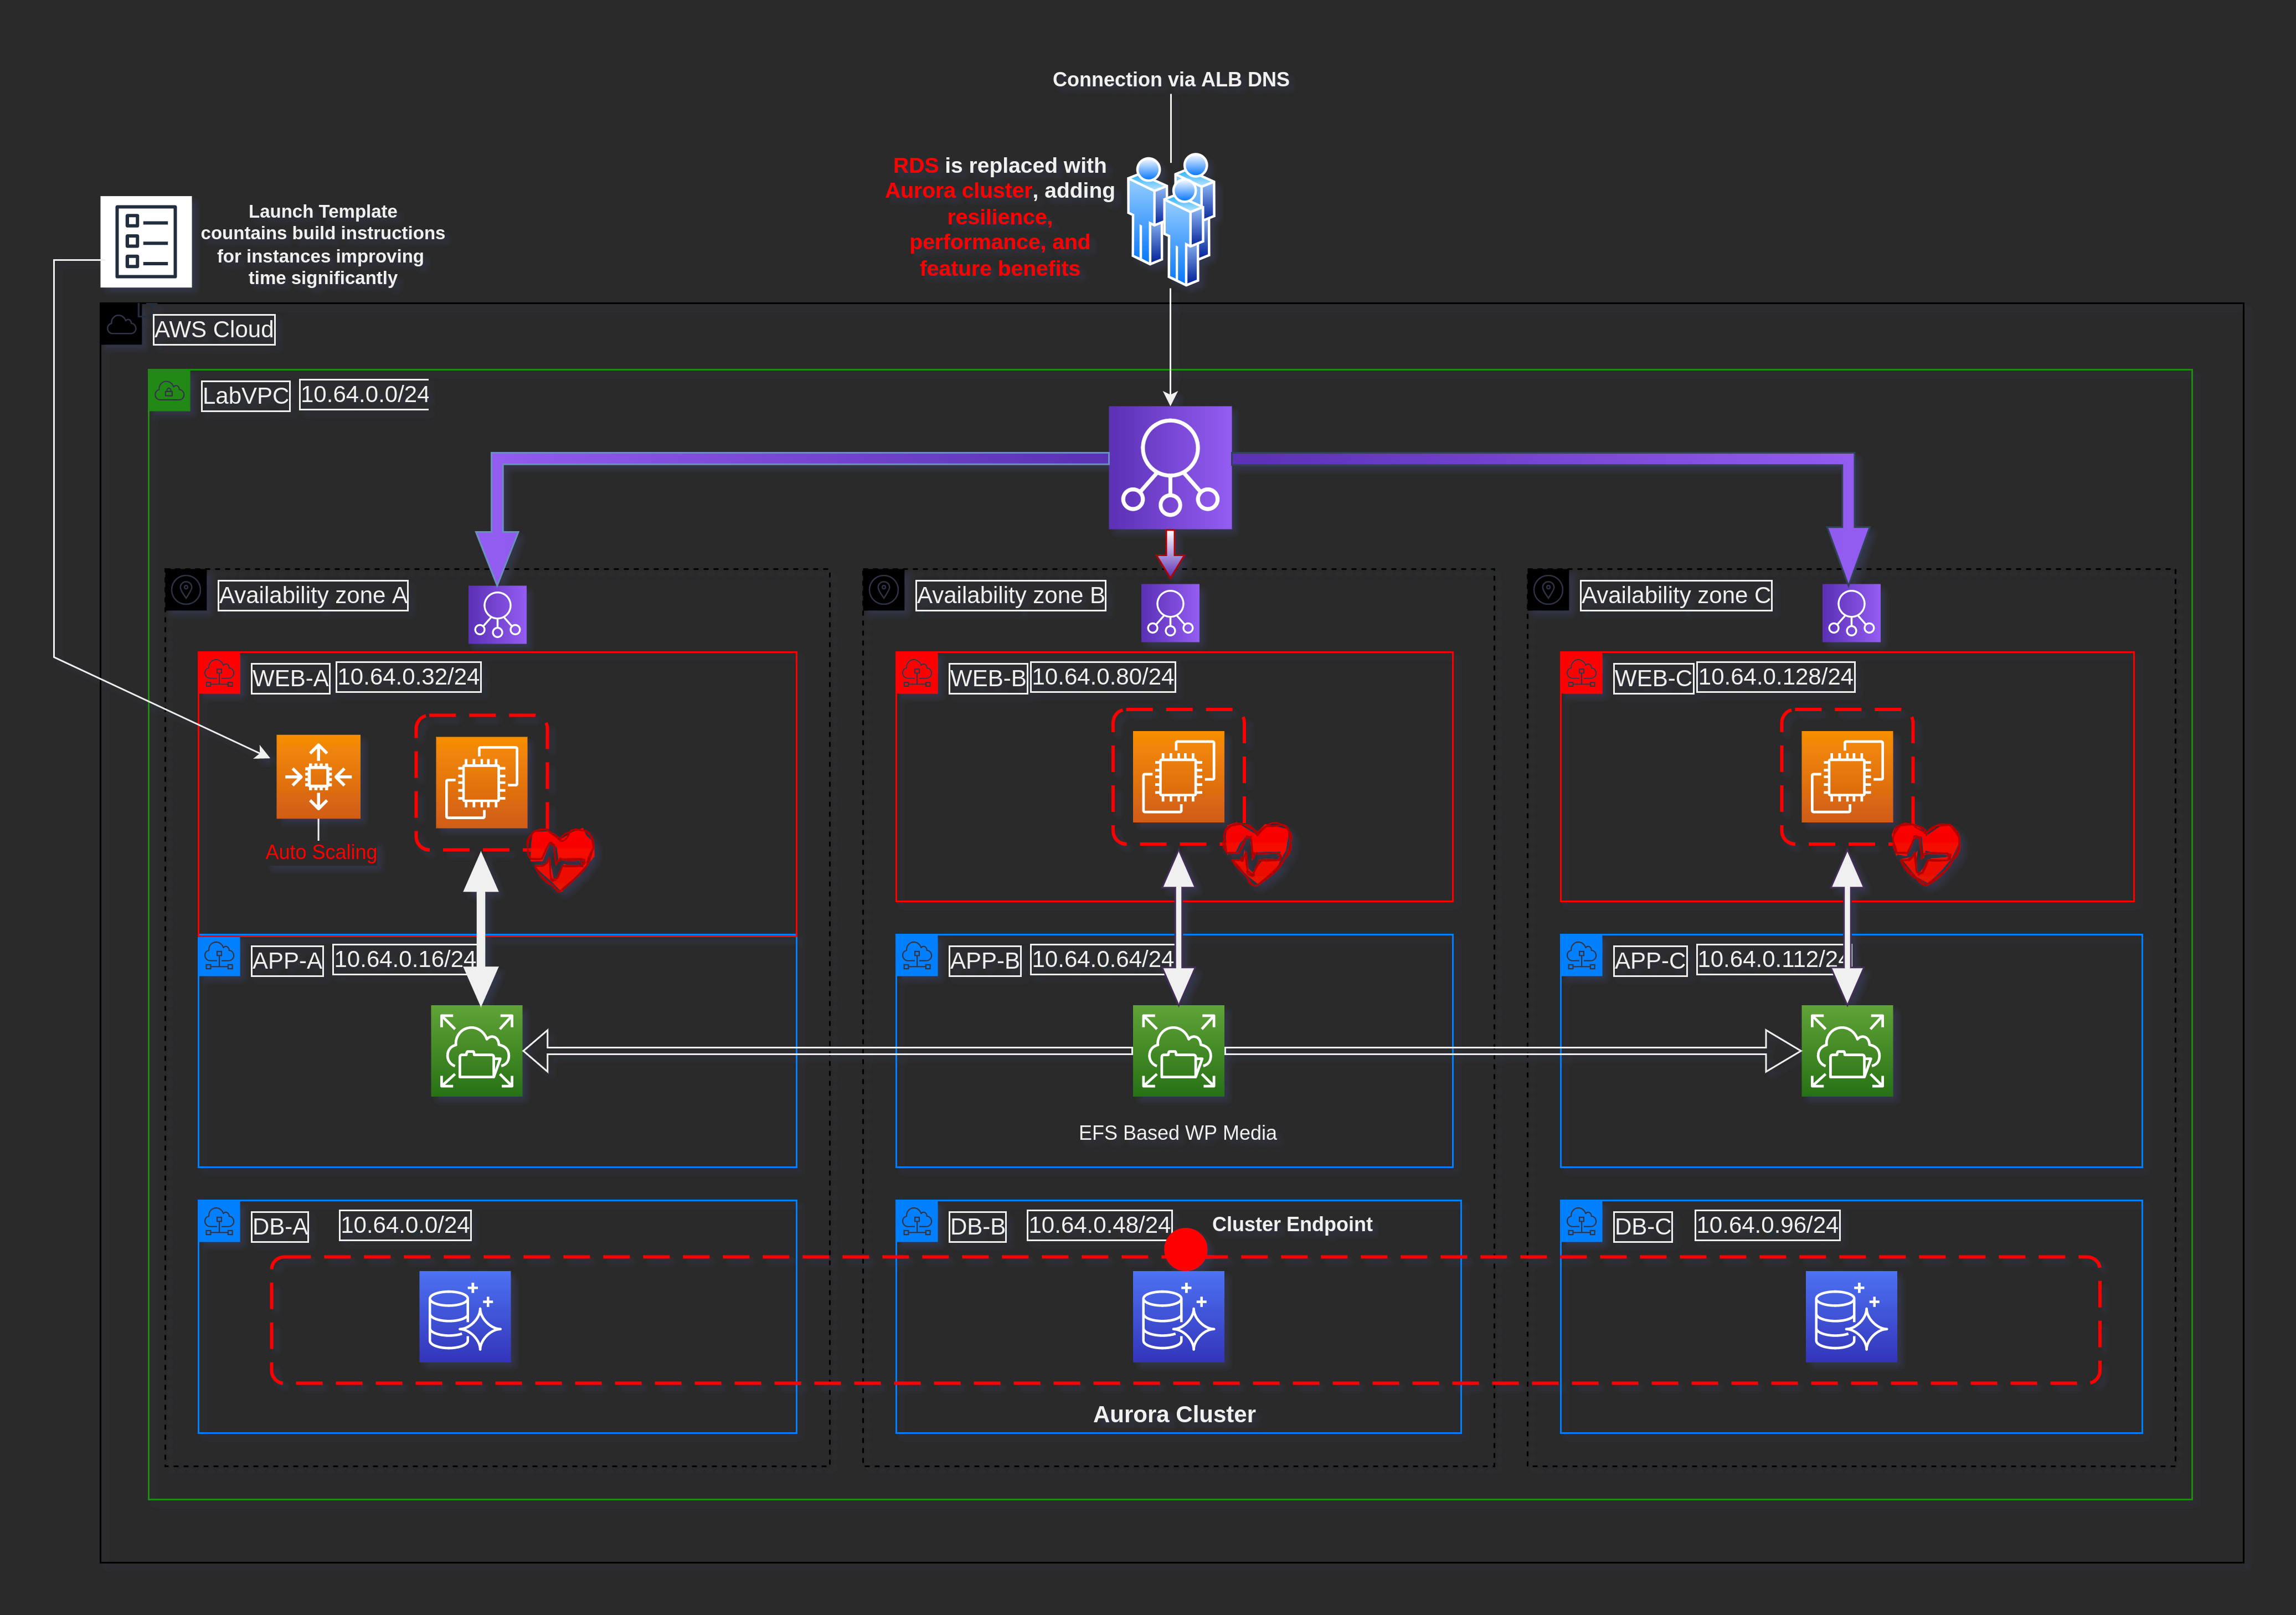 Connection via ALB DNS
RDS is replaced with
Aurora cluster, adding
resilience,
performance, and
feature benefits
Launch Template
countains build instructions
for instances improving
time significantly
AWS Cloud
LabVPC
10.64.0.0/24
Availability zone A
Availability zone B
Availability zone C
WEB-A
10.64.0.32/24
WEB-B
10.64.0.80/24
WEB-C
10.64.0.128/24
Auto Scaling
APP-A
10.64.0.16/24
APP-B
10.64.0.64/24
APP-C
10.64.0.112/24
EFS Based WP Media
DB-A
10.64.0.0/24
DB-B
10.64.0.48/24
Cluster Endpoint
DB-C
10.64.0.96/24
Aurora Cluster